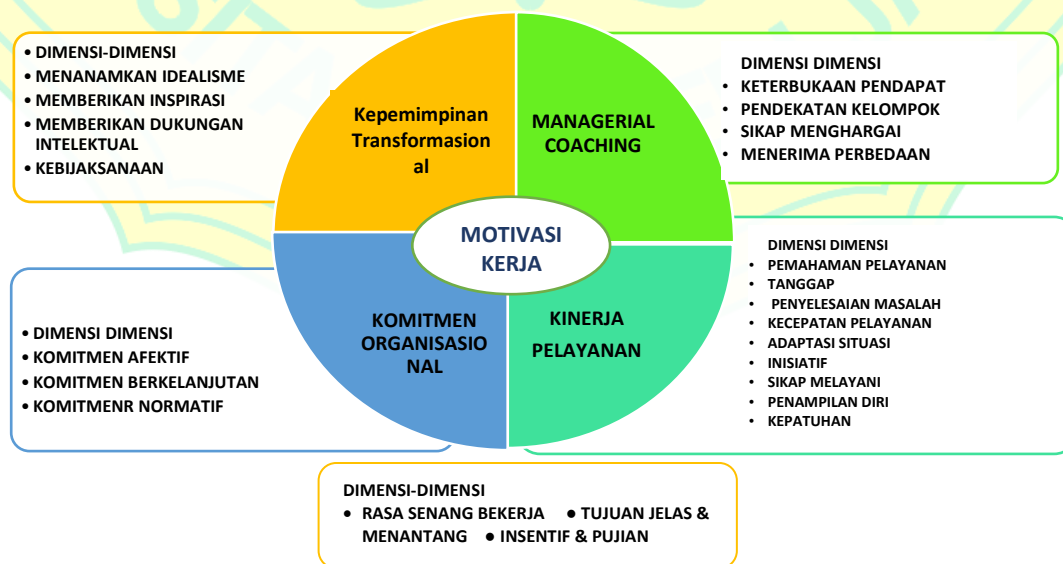 • DIMENSI-DIMENSI
• MENANAMKAN IDEALISME
• MEMBERIKAN INSPIRASI
• MEMBERIKAN DUKUNGAN
INTELEKTUAL
• KEBIJAKSANAAN
Kepemimpinan
Transformasion
al
MANAGERIAL
COACHING
DIMENSI DIMENSI
• KETERBUKAAN PENDAPAT
• PENDEKATAN KELOMPOK
• SIKAP MENGHARGAI
• MENERIMA PERBEDAAN
MOTIVASI
KERJA
• DIMENSI DIMENSI
• KOMITMEN AFEKTIF
• KOMITMEN BERKELANJUTAN
• KOMITMENR NORMATIF
KOMITMEN
ORGANISASIO
NAL
KINERJA
PELAYANAN
DIMENSI DIMENSI
• PEMAHAMAN PELAYANAN
• TANGGAP
• PENYELESAIAN MASALAH
• KECEPATAN PELAYANAN
• ADAPTASI SITUASI
• INISIATIF
• SIKAP MELAYANI
• PENAMPILAN DIRI
• KEPATUHAN
DIMENSI-DIMENSI
• RASA SENANG BEKERJA ● TUJUAN JELAS &
MENANTANG ● INSENTIF & PUJIAN